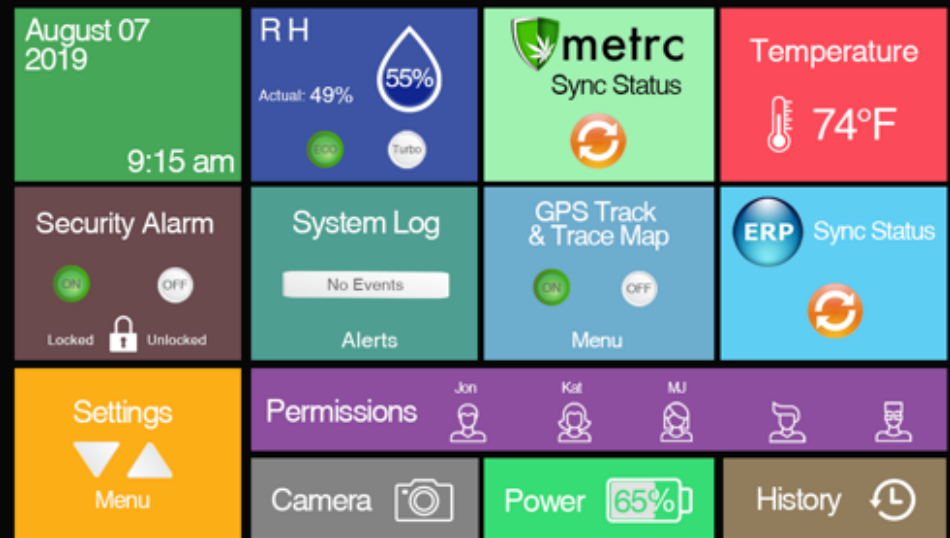 August 07
2019
9:15 am
RH
55%
Actual: 49%
ECO
Turbo
metrc
Sync Status
Temperature
74°F
Security Alarm
ON
OFF
Locked
Unlocked
System Log
No Events
Alerts
GPS Track
& Trace Map
ON
OFF
Menu
ERP
Sync Status
Settings
Menu
Permissions
Jon
Kat
MJ
Camera
Power
65%
History